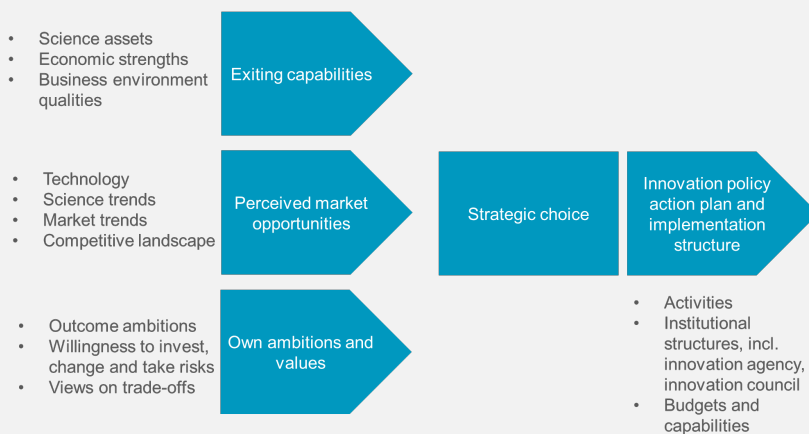 • Science assets
• Economic strengths
• Business environment
qualities
Exiting capabilities
• Technology
• Science trends
• Market trends
• Competitive landscape
Perceived market
opportunities
• Outcome ambitions
• Willingness to invest,
change and take risks
• Views on trade-offs
Own ambitions and
values
Strategic choice
Innovation policy
action plan and
implementation
structure
• Activities
• Institutional
structures, incl.
innovation agency,
innovation council
• Budgets and
capabilities